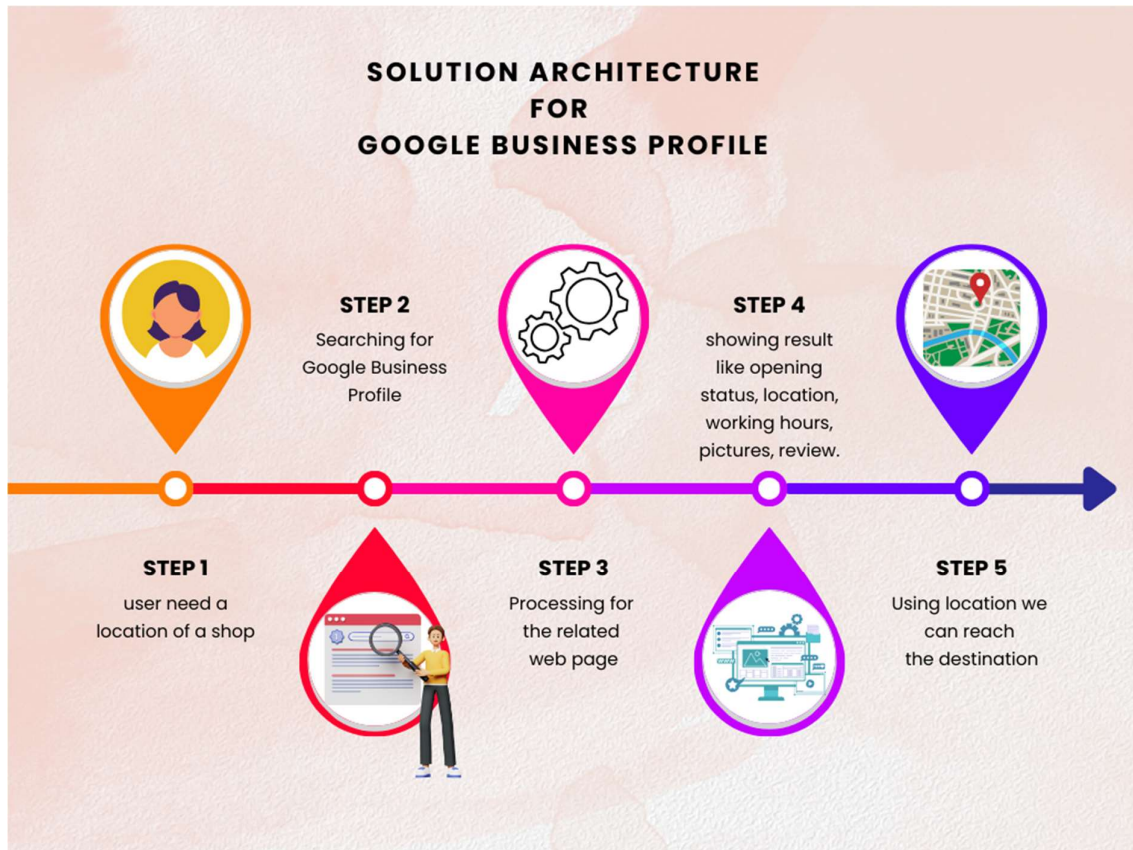 SOLUTION ARCHITECTURE
FOR
GOOGLE BUSINESS PROFILE
STEP 1
user need a
location of a shop
STEP 2
Searching for
Google Business
Profile
STEP 3
Processing for
the related
web page
STEP 4
showing result
like opening
status, location,
working hours,
pictures, review.
STEP 5
Using location we
can reach
the destination